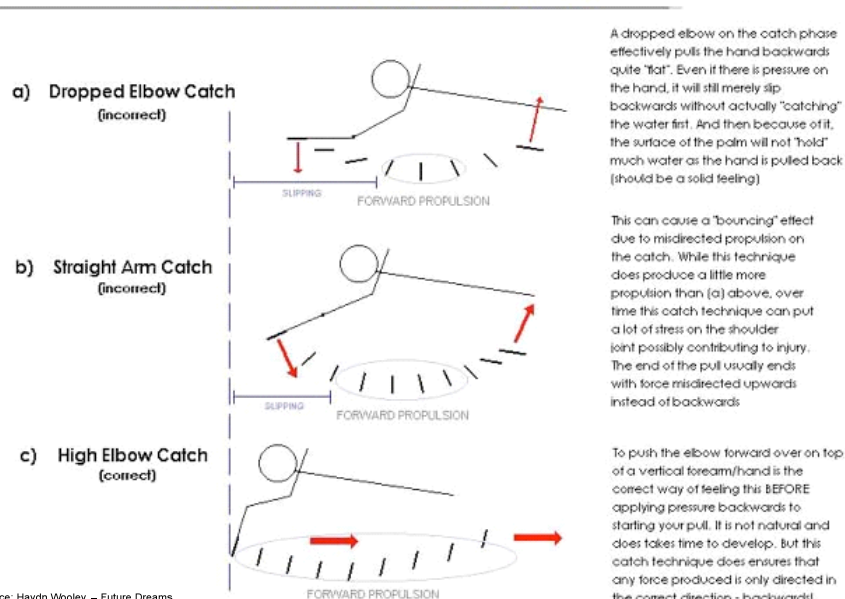 A dropped elbow on the catch phase
effectively pulls the hand backwards
quite "flat". Even if there is pressure on
the hand, it will still merely slip
backwards without actually "catching"
the water first. And then because of it,
the surface of the palm will not "hold"
much water as the hand is pulled back
(should be a solid feeling)
a) Dropped Elbow Catch
(incorrect)
SLIPPING
FORWARD PROPULSION
This can cause a "bouncing" effect
due to misdirected propulsion on
the catch. While this technique
does produce a little more
propulsion than (a) above, over
time this catch technique can put
a lot of stress on the shoulder
joint possibly contributing to injury.
The end of the pull usually ends
with force misdirected upwards
instead of backwards
b) Straight Arm Catch
(incorrect)
SLIPPING
FORWARD PROPULSION
c) High Elbow Catch
(correct)
To push the elbow forward over on top
of a vertical forearm/hand is the
correct way of feeling this BEFORE
applying pressure backwards to
starting your pull. It is not natural and
does takes time to develop. But this
catch technique does ensures that
any force produced is only directed in
the correct direction - backwards!
FORWARD PROPULSION
ce: Haydn Wooley – Future Dreams